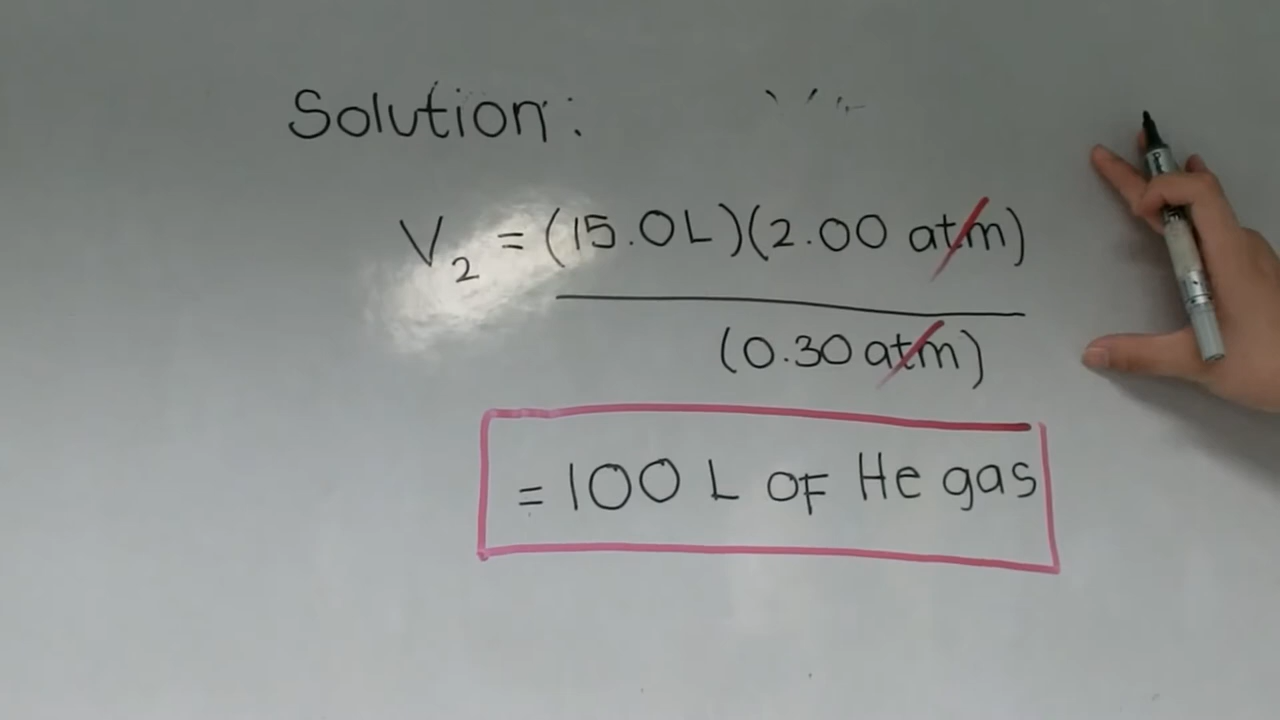 Solution:
V₂ = (15.0L)(2.00 atm)
(0.30 atm)
= 100 L OF He gas